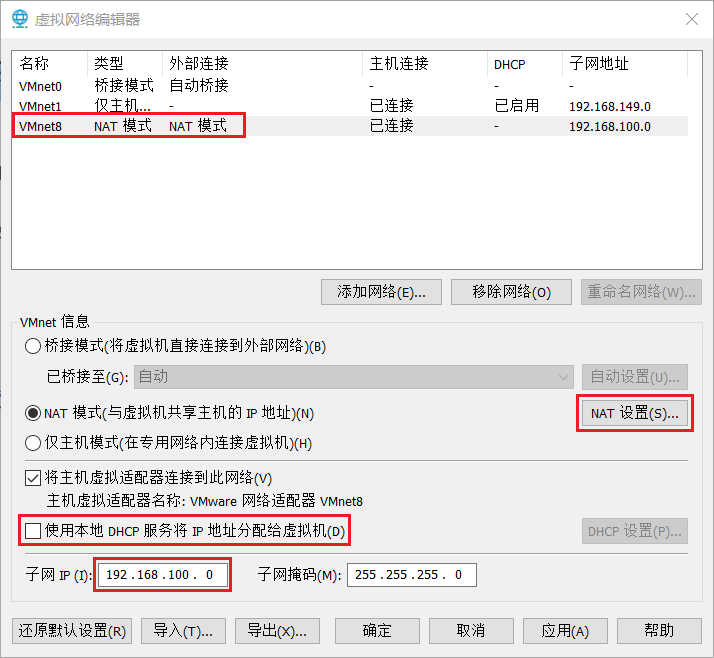 虚拟网络编辑器
名称 类型 外部连接 主机连接 DHCP 子网地址
VMnet0 桥接模式 自动桥接 - - -
VMnet1 仅主机... - 已连接 已启用 192.168.149.0
VMnet8 NAT 模式 NAT 模式 已连接 - 192.168.100.0
添加网络(E)... 移除网络(O) 重命名网络(W)...
VMnet 信息
桥接模式(将虚拟机直接连接到外部网络)(B)
已桥接至(G): 自动 自动设置(U)...
NAT 模式(与虚拟机共享主机的 IP 地址)(N) NAT 设置(S)...
仅主机模式(在专用网络内连接虚拟机)(H)
将主机虚拟适配器连接到此网络(V)
主机虚拟适配器名称: VMware 网络适配器 VMnet8
使用本地 DHCP 服务将 IP 地址分配给虚拟机(D) DHCP 设置(P)...
子网 IP (I): 192 . 168 . 100 . 0 子网掩码(M): 255 . 255 . 255 . 0
还原默认设置(R) 导入(T)... 导出(X)... 确定 取消 应用(A) 帮助